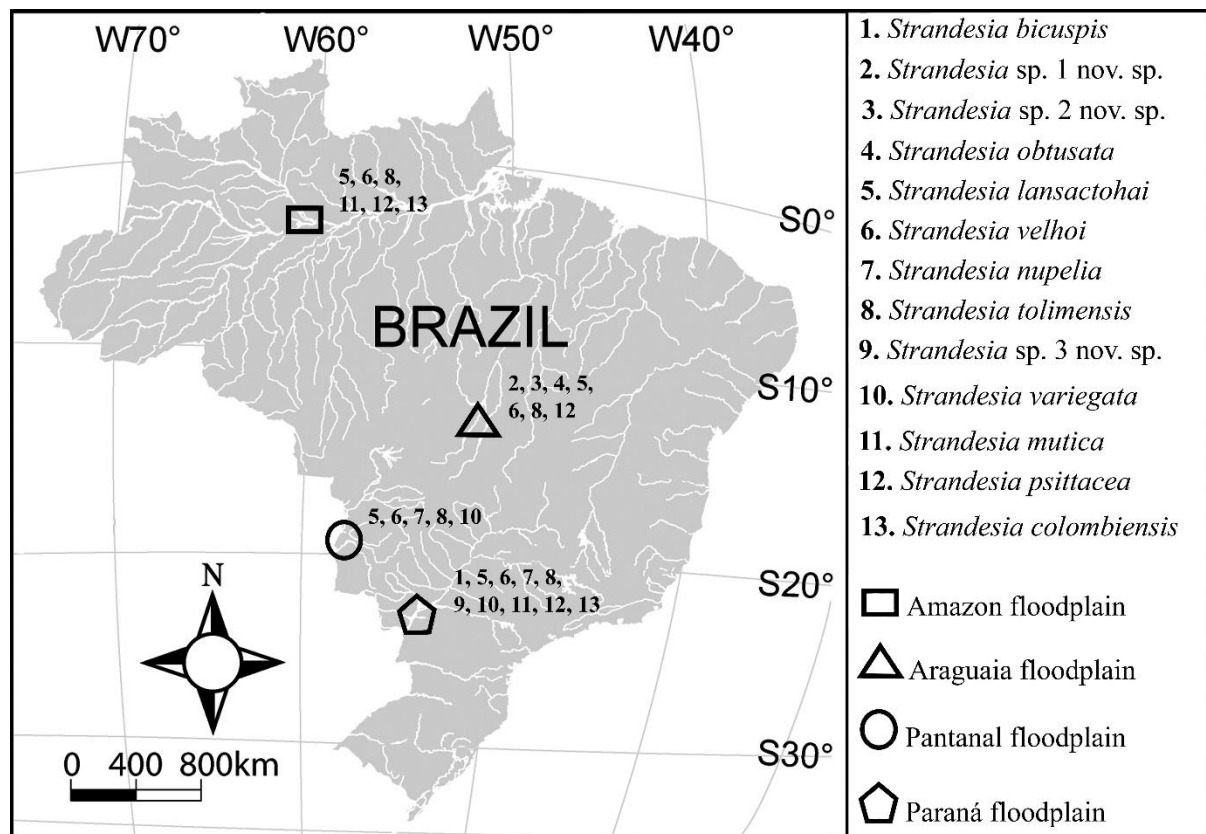 W70° W60° W50° W40°
5, 6, 8,
11, 12, 13
S0°
BRAZIL
S10°
2, 3, 4, 5,
6, 8, 12
5, 6, 7, 8, 10
S20°
1, 5, 6, 7, 8,
9, 10, 11, 12, 13
N
S30°
0 400 800km
1. Strandesia bicuspis
2. Strandesia sp. 1 nov. sp.
3. Strandesia sp. 2 nov. sp.
4. Strandesia obtusata
5. Strandesia lansactohai
6. Strandesia velhoi
7. Strandesia nupelia
8. Strandesia tolimensis
9. Strandesia sp. 3 nov. sp.
10. Strandesia variegata
11. Strandesia mutica
12. Strandesia psittacea
13. Strandesia colombiensis
Amazon floodplain
Araguaia floodplain
Pantanal floodplain
Paraná floodplain